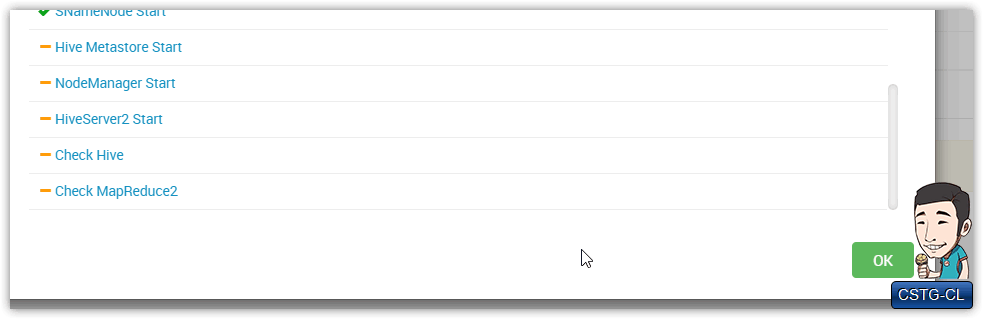 SNameNode Start
Hive Metastore Start
NodeManager Start
HiveServer2 Start
Check Hive
Check MapReduce2
OK
CSTG-CL